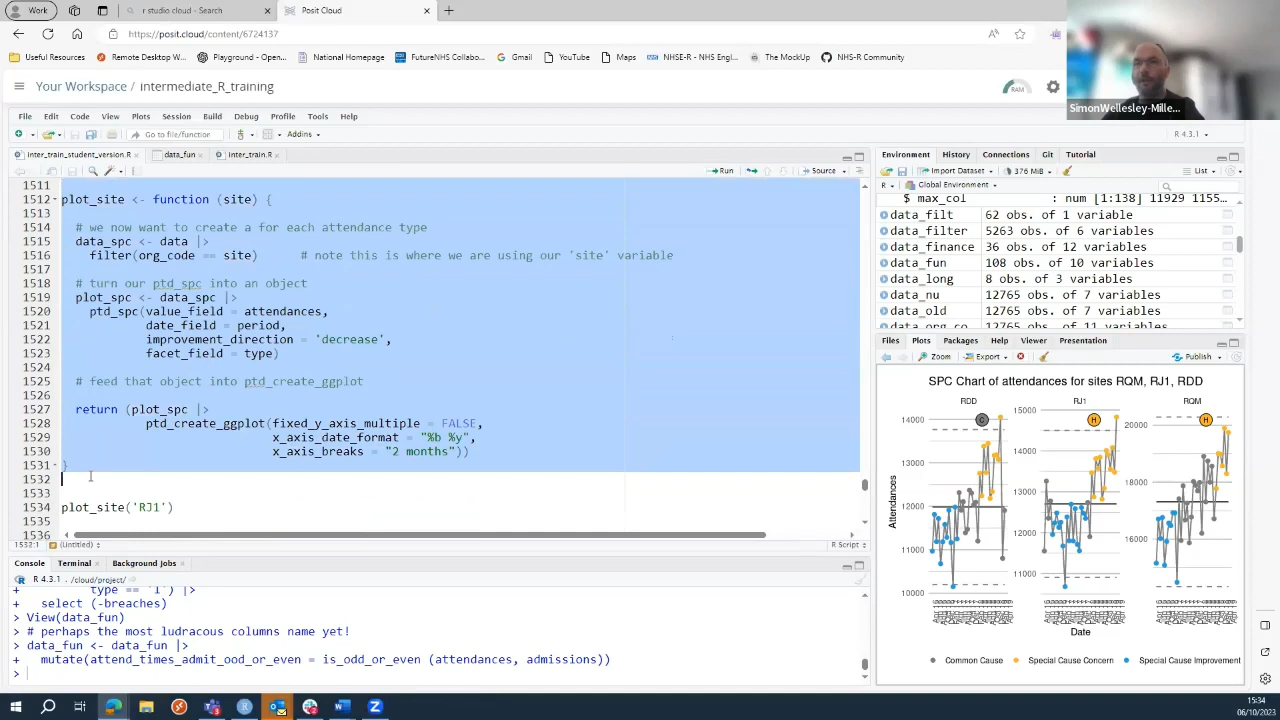 Work
r studio cloud - Search
Posit Cloud
https://posit.cloud/content/6724137
Useful Resources
Remote Desktop W...
Playground - Open...
National Homepage
FutureNHS Collabo...
Gmail
YouTube
Maps
NHSE-R - NHS Engl...
The MockUp
NHS-R Community
SimonWellesley-Mille...
Your Workspace / intermediate_R_training
RAM
File Edit Code View Plots Session Build Debug Profile Tools Help
Go to file/function
Addins
R 4.3.1
inter_train_student_version.R
data_fun
Inter_train.R
Run
Source
1511
1512 plot_site <- function (site) {
1513
1514 # we now want to create a for each attendance type
1515 data_spc <- data |>
1516 filter(org_code == site) # note this is where we are using our 'site' variable
1517
1518 # turn our ptd_spc into an object
1519 plot_spc <- data_spc |>
1520 ptd_spc(value_field = attendances,
1521 date_field = period,
1522 improvement_direction = 'decrease',
1523 facet_field = type)
1524
1525 # feed that object into ptd_create_ggplot
1526
1527 return (plot_spc |>
1528 ptd_create_ggplot(fixed_y_axis_multiple = FALSE,
1529 x_axis_date_format = "%b %y",
1530 x_axis_breaks = "2 months"))
1531 }
1532
1533
1534 plot_site('RJ1')
1535
1536
1532:1 (Untitled) R Script
Console Terminal Background Jobs
R 4.3.1 . /cloud/project/
+ type == '1') |>
+ select (-breaches)
> View(data_fun)
> # perhaps the most ludracous columns name yet!
> data_fun <- data_fun |>
+ mutate(attend_times_admit_ood_or_even = is_odd_or_even (attendances, admissions))
>
Environment History Connections Git Tutorial
Import Dataset
376 MiB
List
R Global Environment
$ max_col : num [1:138] 11929 1155...
data_filt 62 obs. of 1 variable
data_filter 5263 obs. of 6 variables
data_finance 36 obs. of 12 variables
data_fun 108 obs. of 10 variables
data_long 8 obs. of 3 variables
data_nu 12765 obs. of 7 variables
data_old 12765 obs. of 7 variables
data_org_co 12765 obs. of 11 variables
Files Plots Packages Help Viewer Presentation
Zoom Export Publish
SPC Chart of attendances for sites RQM, RJ1, RDD
RDD
RJ1
RQM
C
H
H
Attendances
14000
13000
12000
11000
10000
15000
14000
13000
12000
11000
20000
18000
16000
Date
Common Cause
Special Cause Concern
Special Cause Improvement
15:34
06/10/2023